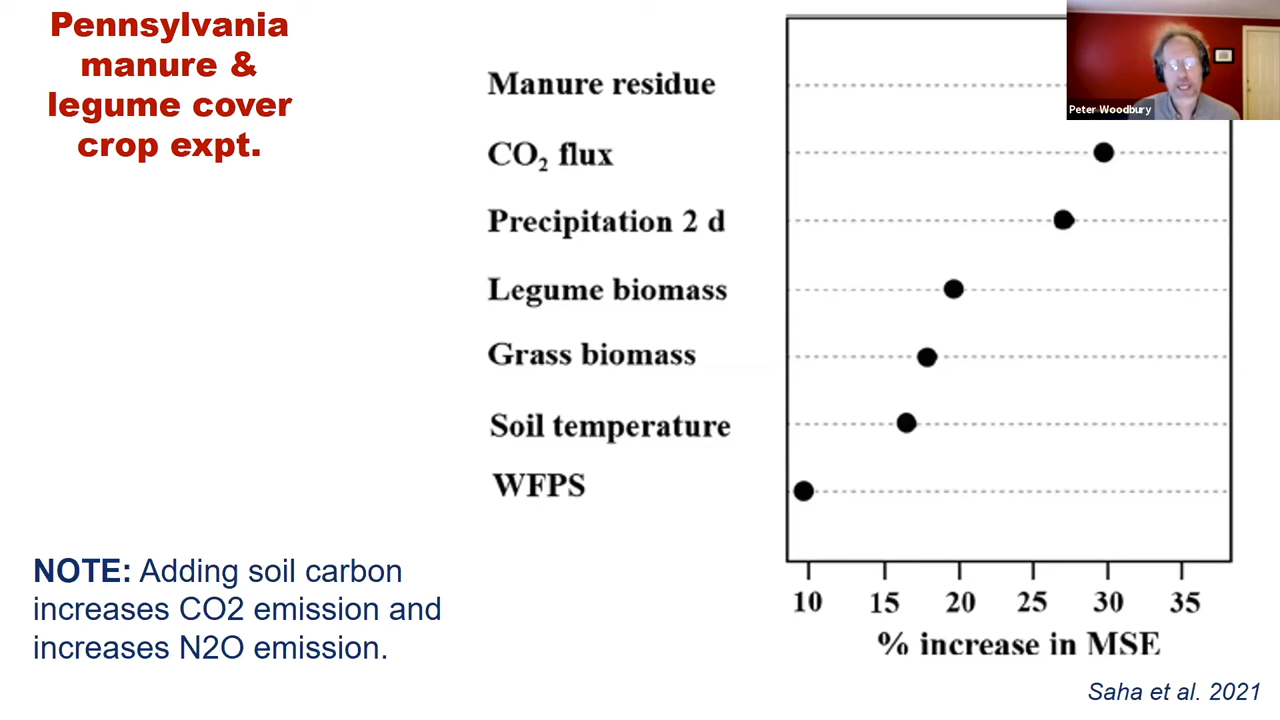 Pennsylvania
manure &
legume cover
crop expt.
Peter Woodbury
Manure residue
CO₂ flux
Precipitation 2 d
Legume biomass
Grass biomass
Soil temperature
WFPS
10 15 20 25 30 35
% increase in MSE
NOTE: Adding soil carbon
increases CO2 emission and
increases N2O emission.
Saha et al. 2021